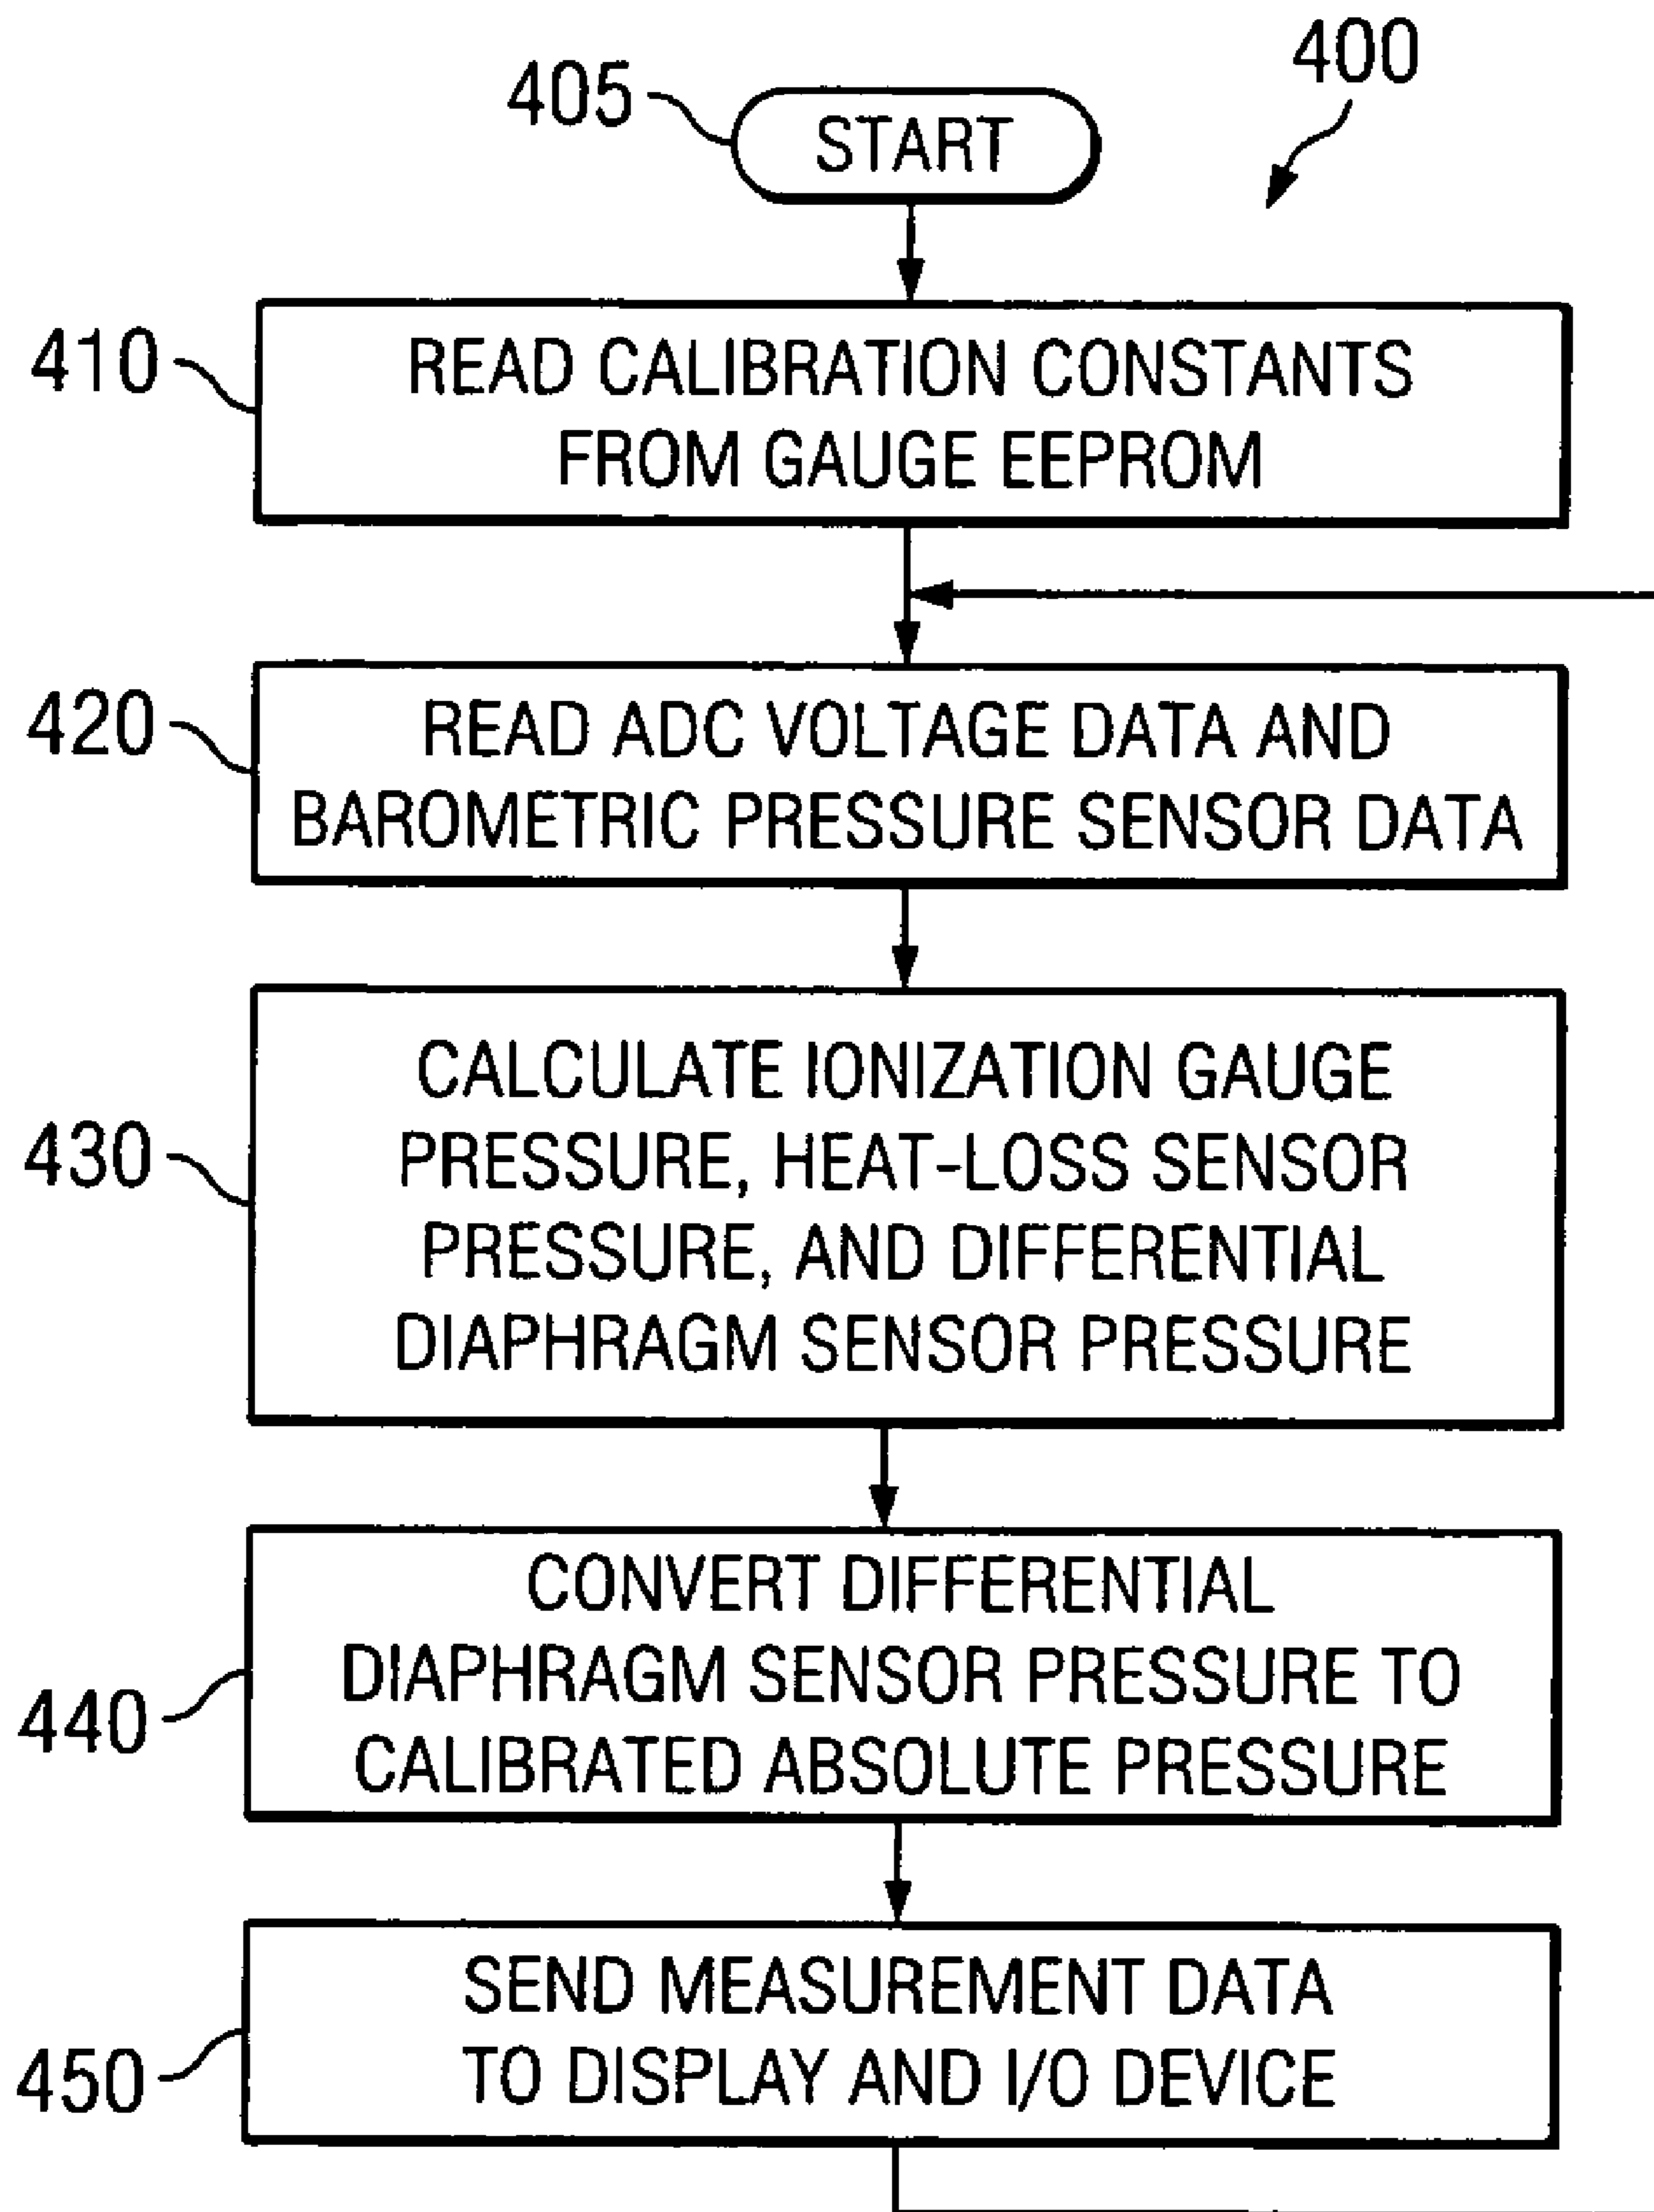 400
405
START
410
READ CALIBRATION CONSTANTS
FROM GAUGE EEPROM
420
READ ADC VOLTAGE DATA AND
BAROMETRIC PRESSURE SENSOR DATA
430
CALCULATE IONIZATION GAUGE
PRESSURE, HEAT-LOSS SENSOR
PRESSURE, AND DIFFERENTIAL
DIAPHRAGM SENSOR PRESSURE
440
CONVERT DIFFERENTIAL
DIAPHRAGM SENSOR PRESSURE TO
CALIBRATED ABSOLUTE PRESSURE
450
SEND MEASUREMENT DATA
TO DISPLAY AND I/O DEVICE